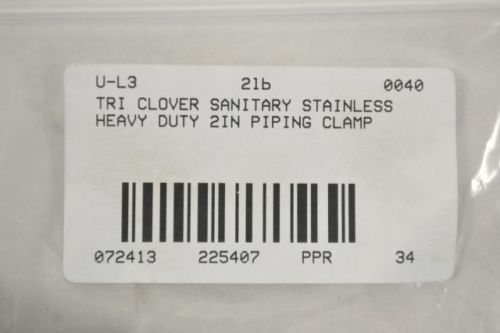 U-L3 2lb 0040
TRI CLOVER SANITARY STAINLESS
HEAVY DUTY 2IN PIPING CLAMP
072413 225407 PPR 34